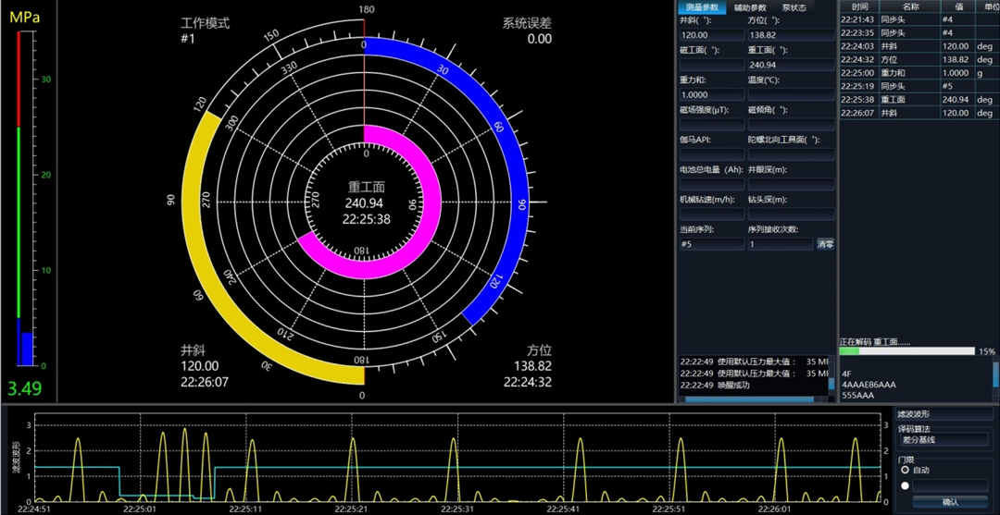 MPa
30
20
10
0
3.49
工作模式
#1
系统误差
0.00
180
150
120
90
60
30
0
0
30
60
90
120
150
180
210
240
270
300
330
0
90
180
270
重工面
240.94
22:25:38
井斜
120.00
22:26:07
方位
138.82
22:24:32
测量参数 辅助参数 泵状态
井斜(°): 方位(°):
120.00 138.82
磁工面(°): 重工面(°):
240.94
重力和: 温度(℃):
1.0000
磁场强度(μT): 磁倾角(°):
伽马API: 陀螺北向工具面(°):
电池总电量(Ah): 井眼深(m):
机械钻速(m/h): 钻头深(m):
当前序列: 序列接收次数:
#5 1 清零
22:22:49 使用默认压力最大值: 35 MP
22:22:49 使用默认压力最大值: 35 MP
22:22:49 唤醒成功
时间 名称 值 单位
22:21:43 同步头 #4
22:23:35 同步头 #4
22:24:03 井斜 120.00 deg
22:24:32 方位 138.82 deg
22:25:00 重力和 1.0000 g
22:25:19 同步头 #5
22:25:38 重工面 240.94 deg
22:26:07 井斜 120.00 deg
正在解码 重工面......
15%
4F
4AAAE86AAA
555AAA
滤波波形
3
2
1
0
3
2
1
0
22:24:51 22:25:01 22:25:11 22:25:21 22:25:31 22:25:41 22:25:51 22:26:01
滤波波形
译码算法
差分基线
门限
自动
确认